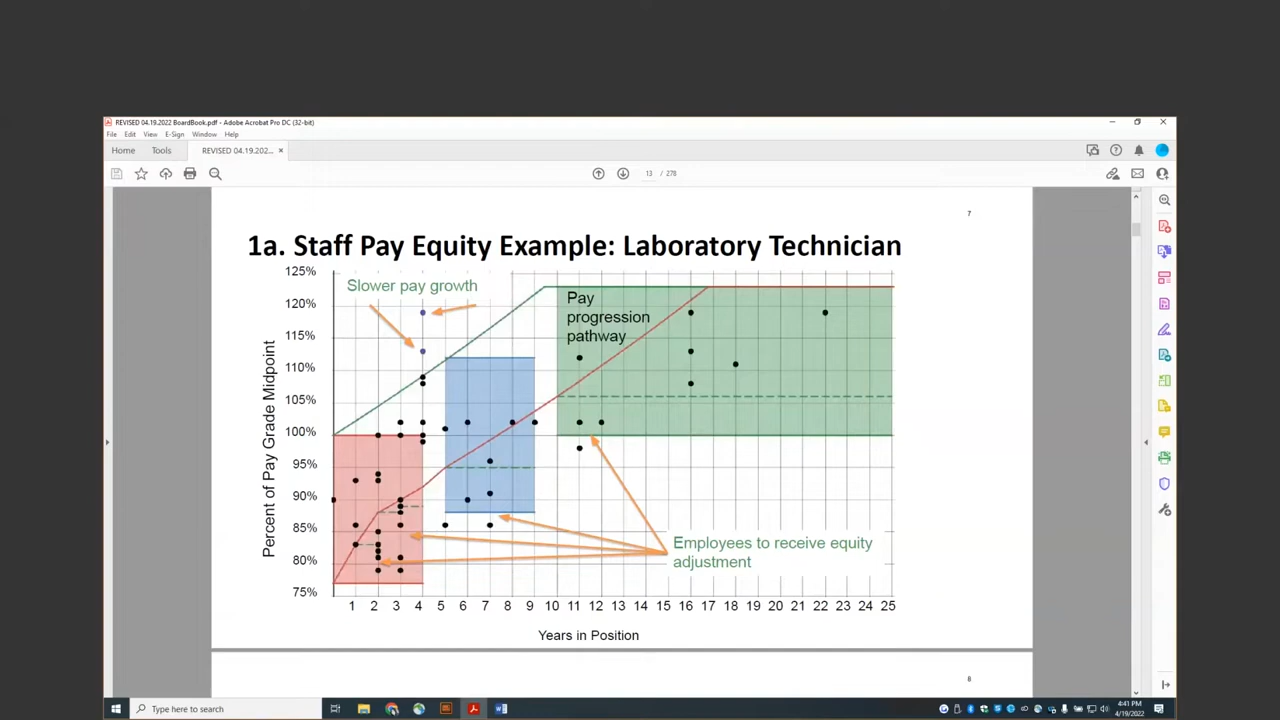 REVISED 04.19.2022 BoardBook.pdf - Adobe Acrobat Pro DC (32-bit)
File Edit View E-Sign Window Help
Home Tools REVISED 04.19.202... ×
13 / 278
7
1a. Staff Pay Equity Example: Laboratory Technician
125%
120%
115%
110%
105%
100%
95%
90%
85%
80%
75%
Percent of Pay Grade Midpoint
Slower pay growth
Pay
progression
pathway
Employees to receive equity
adjustment
1 2 3 4 5 6 7 8 9 10 11 12 13 14 15 16 17 18 19 20 21 22 23 24 25
Years in Position
8
Type here to search
4:41 PM
4/19/2022